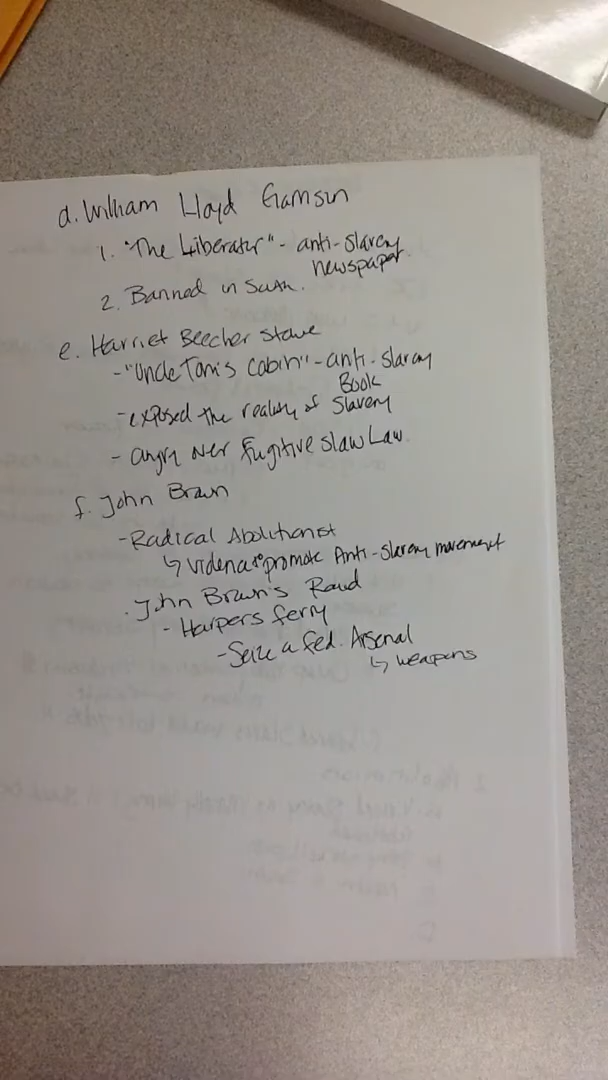 d. William Lloyd Garrison
1. "The Liberator" - anti-slavery
newspaper
2. Banned in South.
e. Harriet Beecher Stowe
- "Uncle Tom's Cabin" - anti-slavery
Book
- exposed the reality of Slavery
- angry over Fugitive Slave Law.
f. John Brown
- Radical Abolitionist
↳ violence to promote Anti-slavery movement
. John Brown's Raid
- Harpers ferry
- Seize a fed. Arsenal
↳ weapons